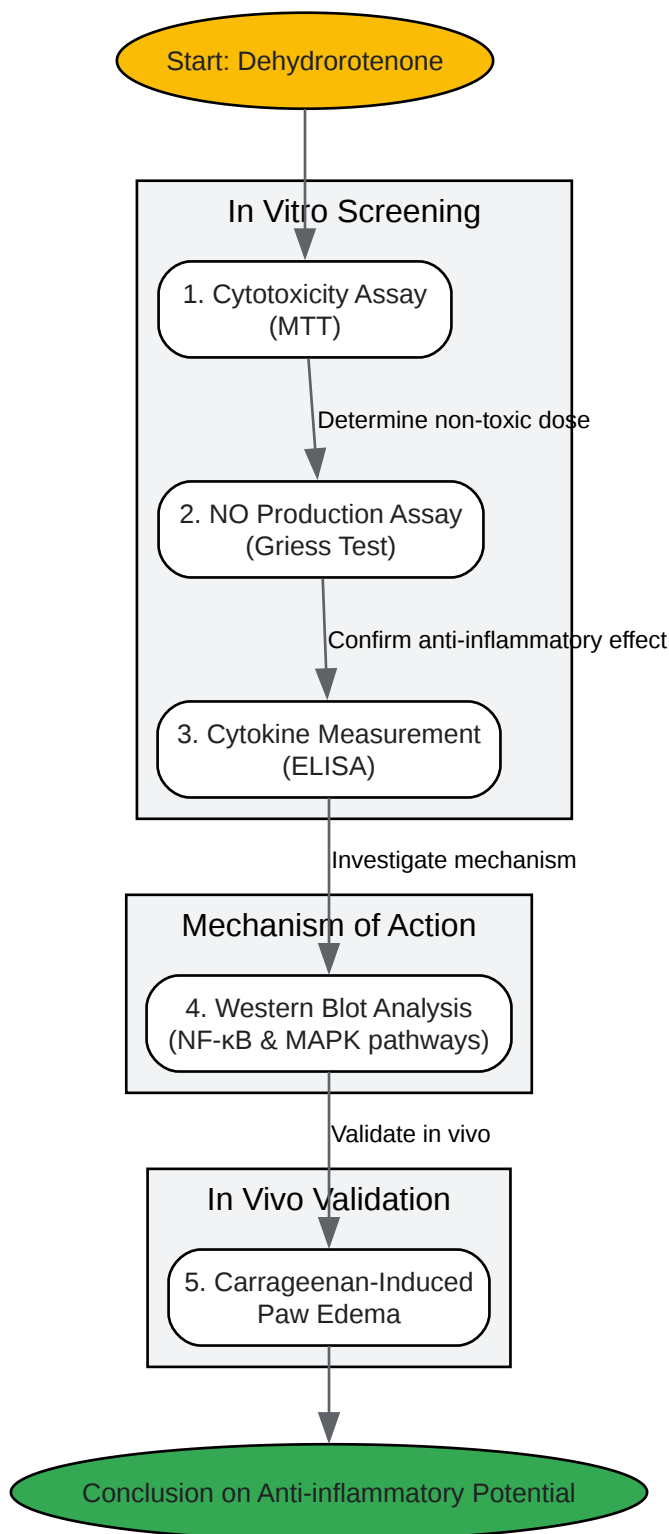 Start: Dehydrorotenone
In Vitro Screening
1. Cytotoxicity Assay
(MTT)
Determine non-toxic dose
2. NO Production Assay
(Griess Test)
Confirm anti-inflammatory effect
3. Cytokine Measurement
(ELISA)
Investigate mechanism
Mechanism of Action
4. Western Blot Analysis
(NF-κB & MAPK pathways)
Validate in vivo
In Vivo Validation
5. Carrageenan-Induced
Paw Edema
Conclusion on Anti-inflammatory Potential